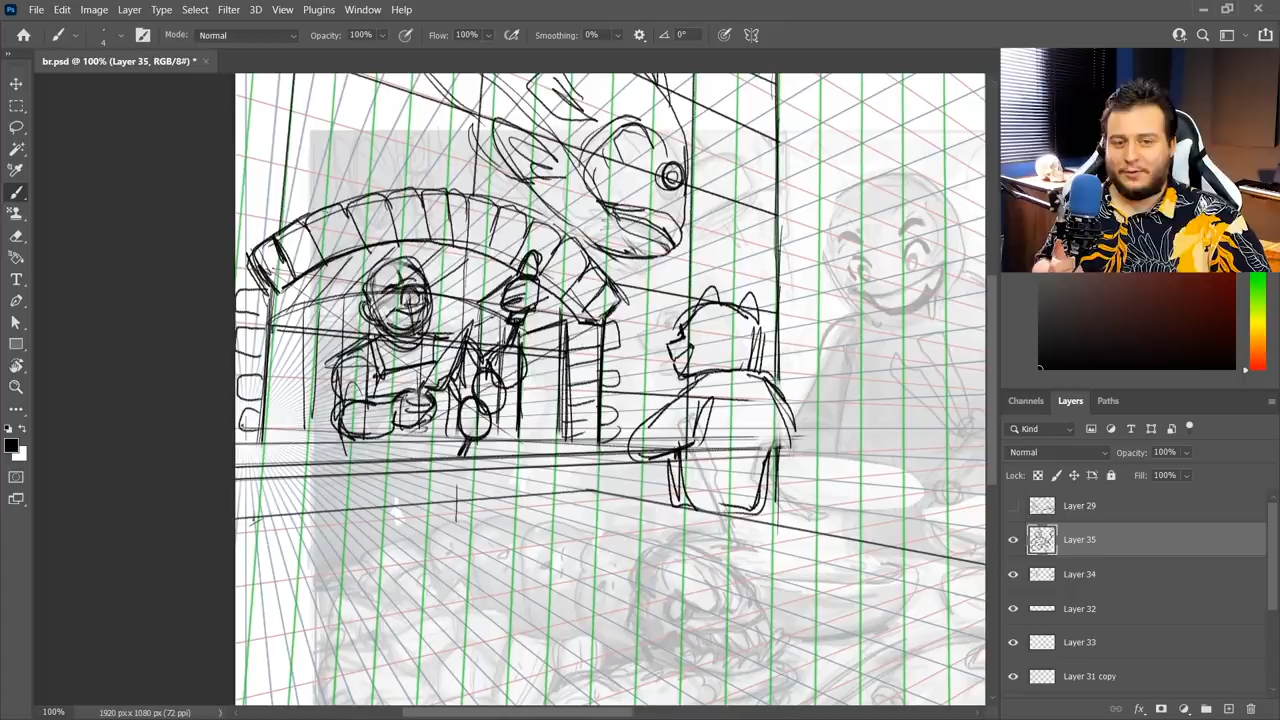 Ps File Edit Image Layer Type Select Filter 3D View Plugins Window Help
4 Mode: Normal Opacity: 100% Flow: 100% Smoothing: 0% 0°
br.psd @ 100% (Layer 35, RGB/8#) * ×
Channels Layers Paths
Kind
Normal Opacity: 100%
Lock: Fill: 100%
Layer 29
Layer 35
Layer 34
Layer 32
Layer 33
Layer 31 copy
100% 1920 px x 1080 px (72 ppi)
fx